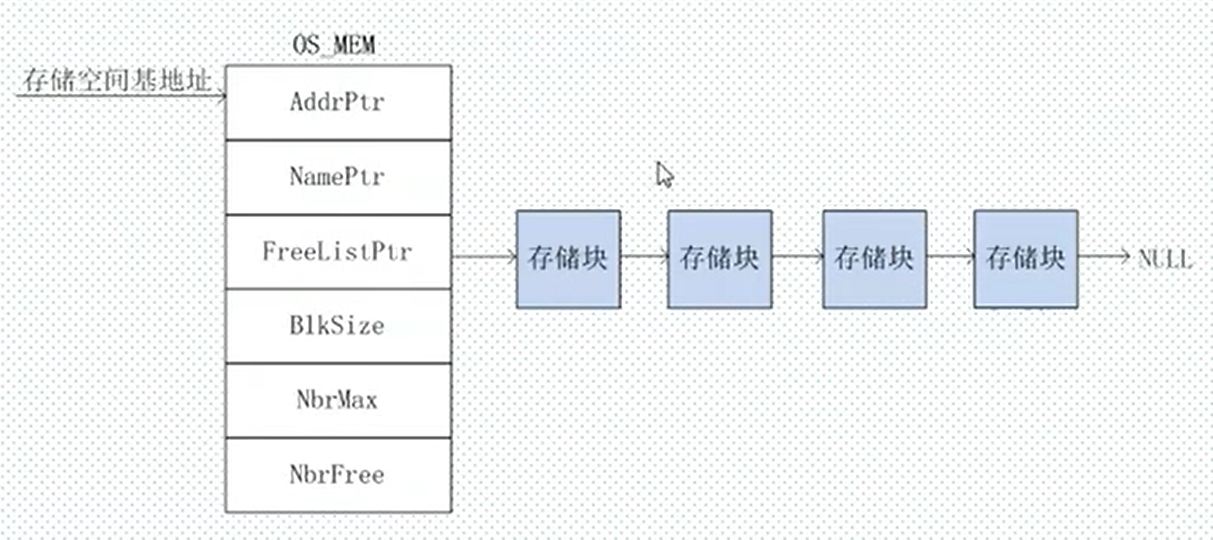 OS_MEM
存储空间基地址
AddrPtr
NamePtr
FreeListPtr
存储块
存储块
存储块
存储块
NULL
BlkSize
NbrMax
NbrFree